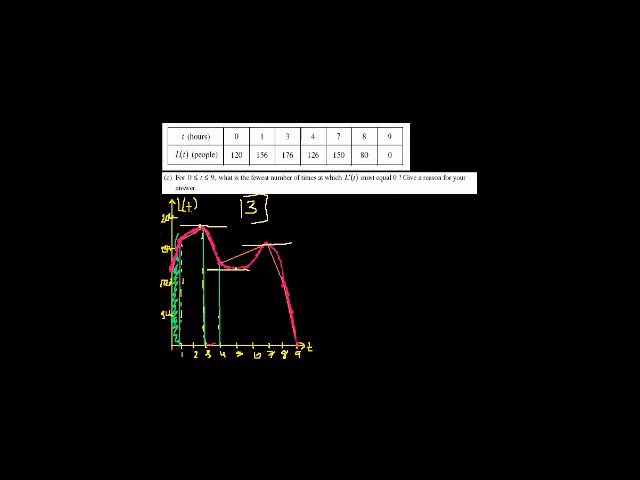 t (hours) 0 1 3 4 7 8 9
L(t) (people) 120 156 176 126 150 80 0
(c) For 0 ≤ t ≤ 9, what is the fewest number of times at which L'(t) must equal 0 ? Give a reason for your
answer.
L(t)
3
1 2 3 4 5 6 7 8 9 t